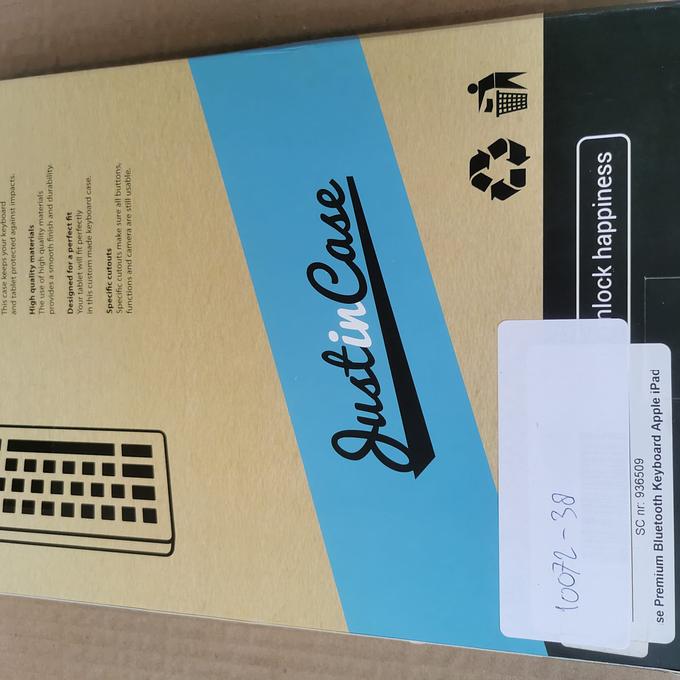 This case keeps your keyboard
and tablet protected against impacts.
High quality materials
The use of high quality materials
provides a smooth finish and durability.
Designed for a perfect fit
Your tablet will fit perfectly
in this custom made keyboard case.
Specific cutouts
Specific cutouts make sure all buttons,
functions and camera are still usable.
JustinCase
nlock happiness
10072-38
SC nr: 936509
se Premium Bluetooth Keyboard Apple iPad